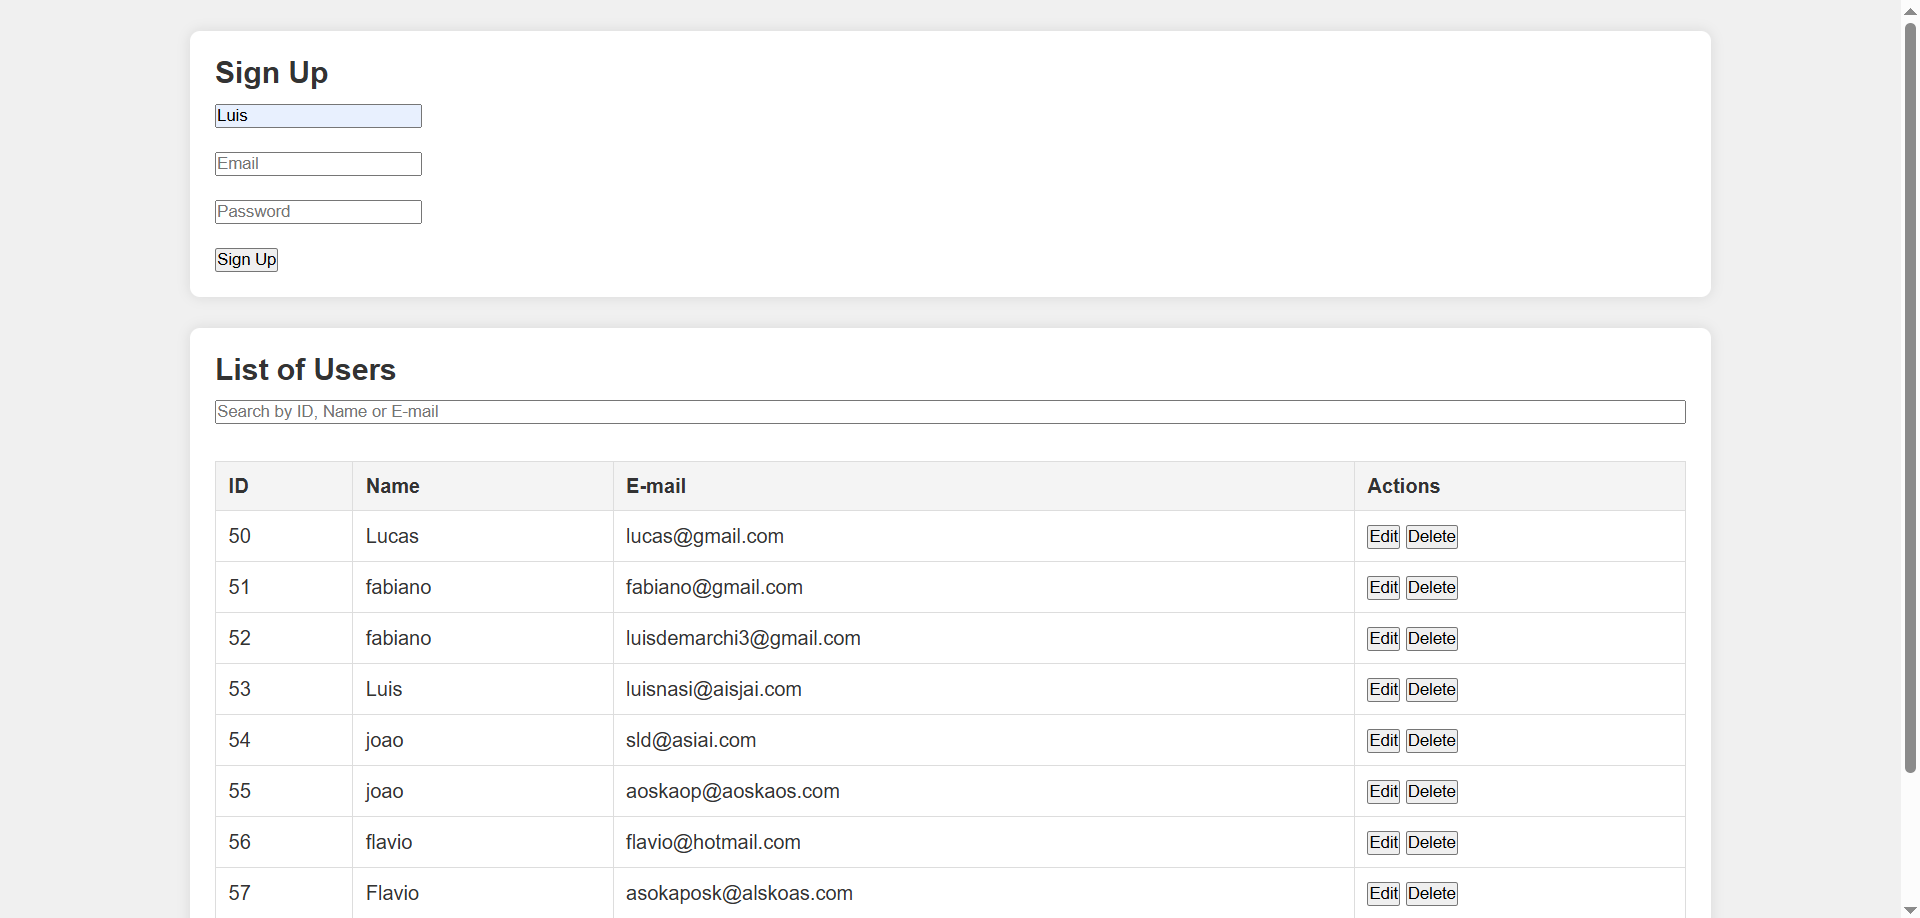 Sign Up
Luis
Email
Password
Sign Up
List of Users
Search by ID, Name or E-mail
ID Name E-mail Actions
50 Lucas lucas@gmail.com Edit Delete
51 fabiano fabiano@gmail.com Edit Delete
52 fabiano luisdemarchi3@gmail.com Edit Delete
53 Luis luisnasi@aisjai.com Edit Delete
54 joao sld@asiai.com Edit Delete
55 joao aoskaop@aoskaos.com Edit Delete
56 flavio flavio@hotmail.com Edit Delete
57 Flavio asokaposk@alskoas.com Edit Delete